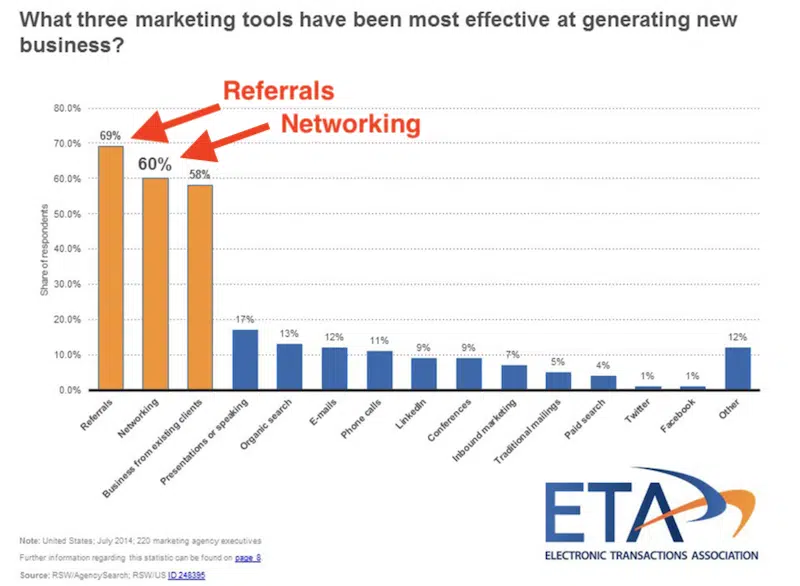 What three marketing tools have been most effective at generating new
business?
Referrals
Networking
80.0%
70.0%
60.0%
50.0%
40.0%
30.0%
20.0%
10.0%
0.0%
Share of respondents
69%
60%
58%
17%
13%
12%
11%
9%
9%
7%
5%
4%
1%
1%
12%
Referrals
Networking
Business from existing clients
Presentations or speaking
Organic search
E-mails
Phone calls
LinkedIn
Conferences
Inbound marketing
Traditional mailings
Paid search
Twitter
Facebook
Other
ETA
ELECTRONIC TRANSACTIONS ASSOCIATION
Note: United States; July 2014; 220 marketing agency executives
Further information regarding this statistic can be found on page 8
Source: RSW/AgencySearch; RSW/US ID 248395